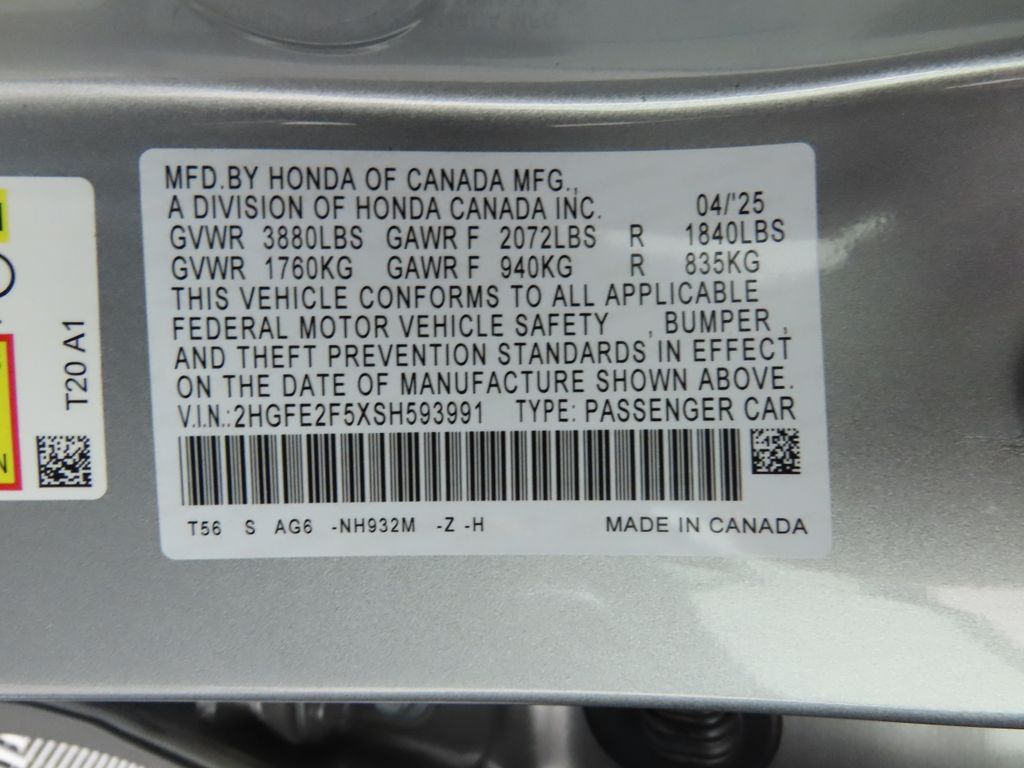 MFD.BY HONDA OF CANADA MFG.,
A DIVISION OF HONDA CANADA INC. 04/'25
GVWR 3880LBS GAWR F 2072LBS R 1840LBS
GVWR 1760KG GAWR F 940KG R 835KG
THIS VEHICLE CONFORMS TO ALL APPLICABLE
FEDERAL MOTOR VEHICLE SAFETY , BUMPER ,
AND THEFT PREVENTION STANDARDS IN EFFECT
ON THE DATE OF MANUFACTURE SHOWN ABOVE.
V.I.N.:2HGFE2F5XSH593991 TYPE: PASSENGER CAR
T56 S AG6 -NH932M -Z -H MADE IN CANADA
T20 A1